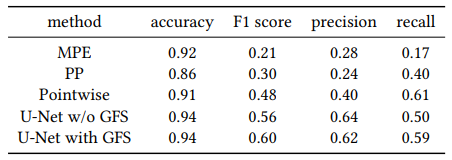 method accuracy F1 score precision recall
MPE 0.92 0.21 0.28 0.17
PP 0.86 0.30 0.24 0.40
Pointwise 0.91 0.48 0.40 0.61
U-Net w/o GFS 0.94 0.56 0.64 0.50
U-Net with GFS 0.94 0.60 0.62 0.59